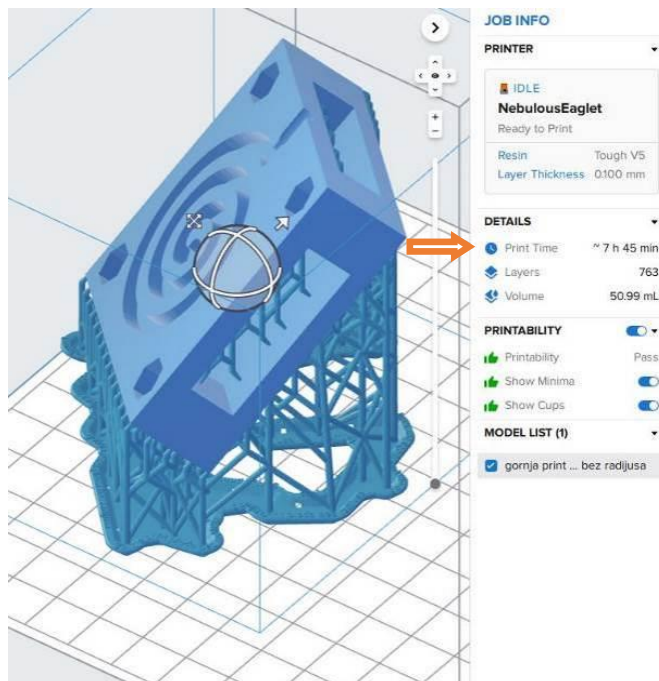 JOB INFO
PRINTER
IDLE
NebulousEaglet
Ready to Print
Resin Tough V5
Layer Thickness 0.100 mm
DETAILS
Print Time ~ 7 h 45 min
Layers 763
Volume 50.99 mL
PRINTABILITY
Printability Pass
Show Minima
Show Cups
MODEL LIST (1)
gornja print ... bez radijusa